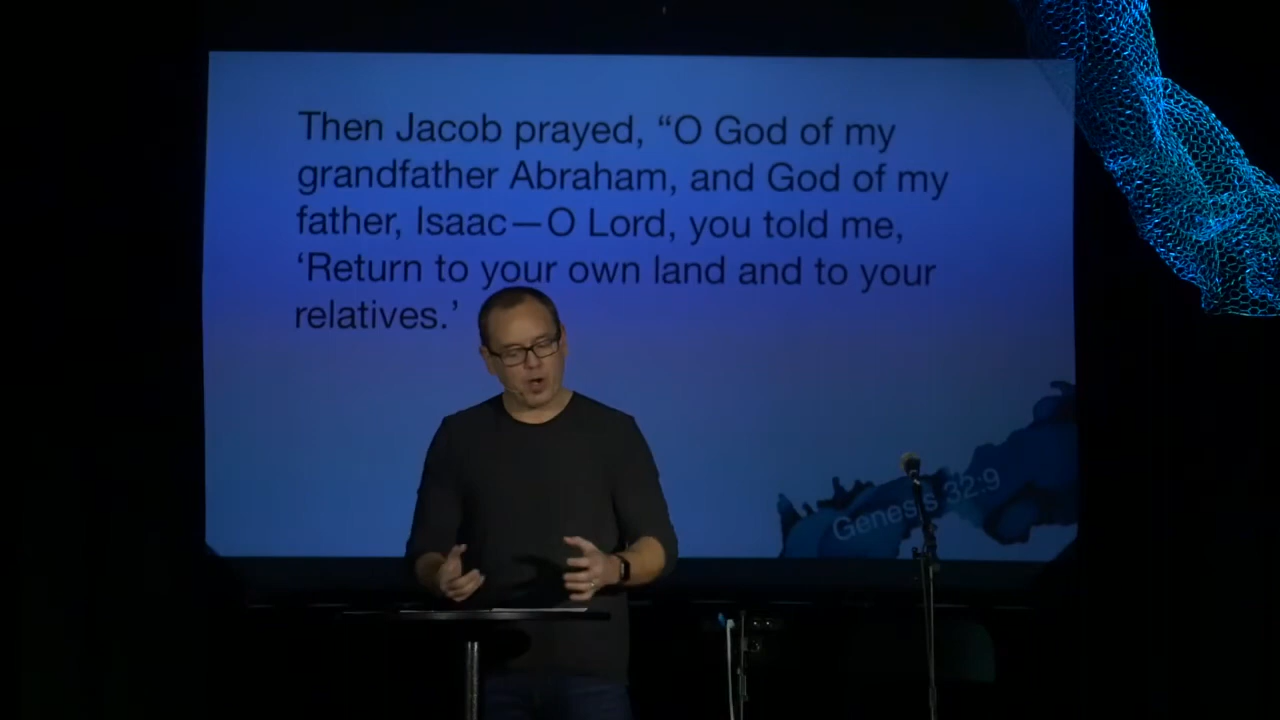 Then Jacob prayed, “O God of my
grandfather Abraham, and God of my
father, Isaac—O Lord, you told me,
‘Return to your own land and to your
relatives.’
Genesis 32:9